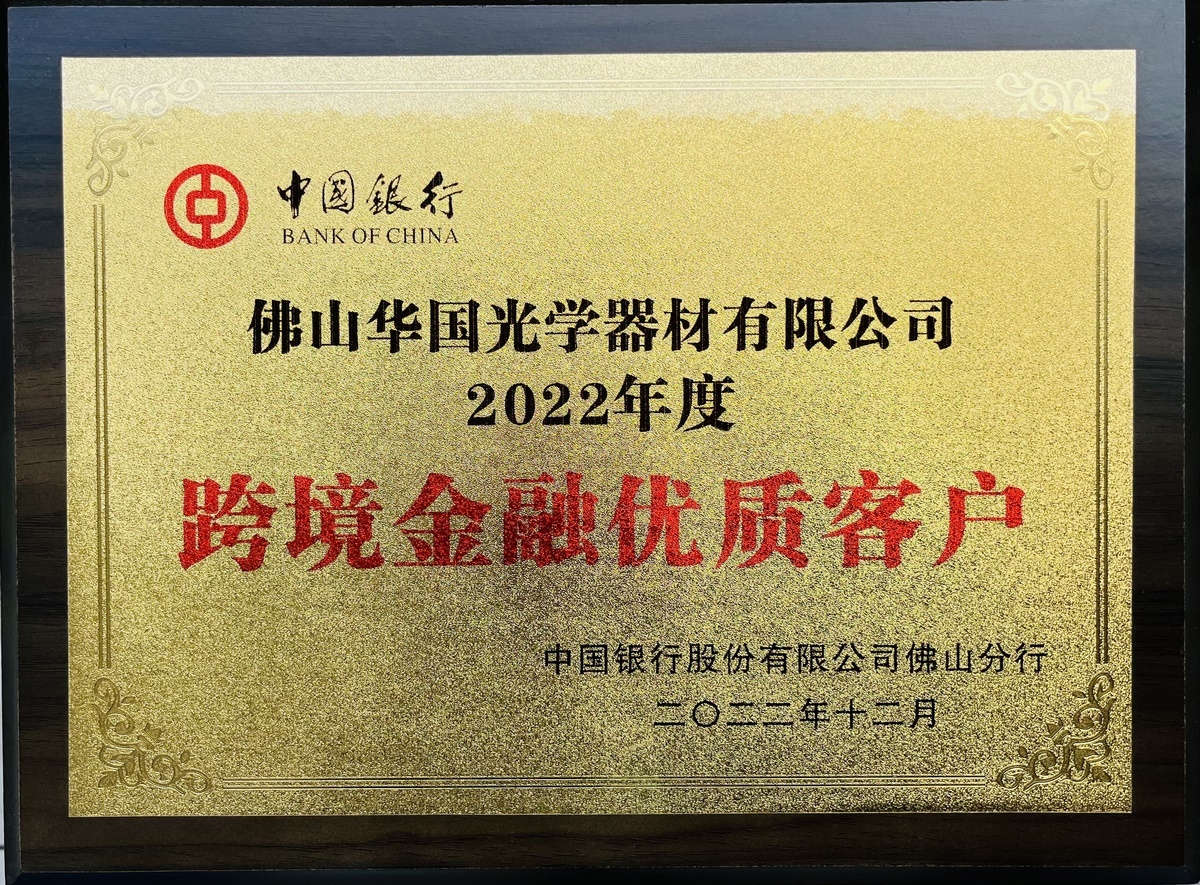 中国银行
BANK OF CHINA
佛山华国光学器材有限公司
2022年度
跨境金融优质客户
中国银行股份有限公司佛山分行
二〇二二年十二月